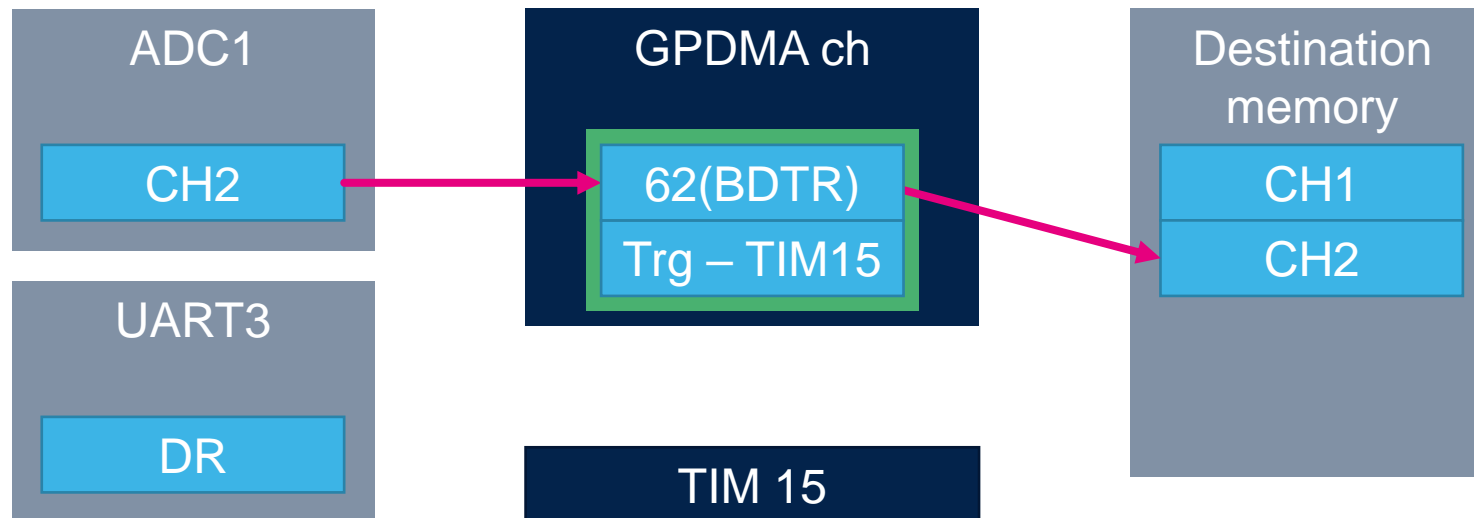 ADC1
CH2
UART3
DR
GPDMA ch
62(BDTR)
Trg – TIM15
TIM 15
Destination
memory
CH1
CH2